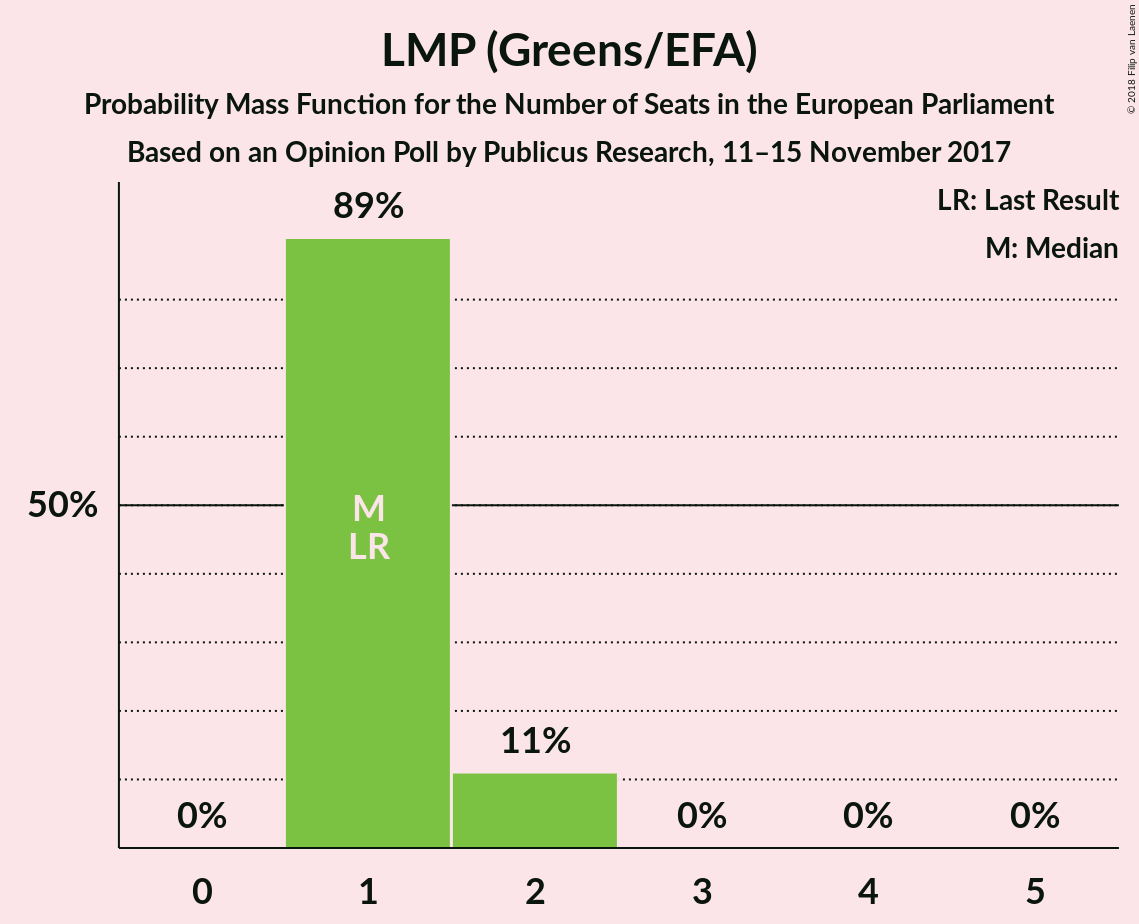 LMP (Greens/EFA)
Probability Mass Function for the Number of Seats in the European Parliament
Based on an Opinion Poll by Publicus Research, 11–15 November 2017
© 2018 Filip van Laenen
LR: Last Result
M: Median
89%
50%
M
LR
11%
0%
0%
0%
0%
0
1
2
3
4
5